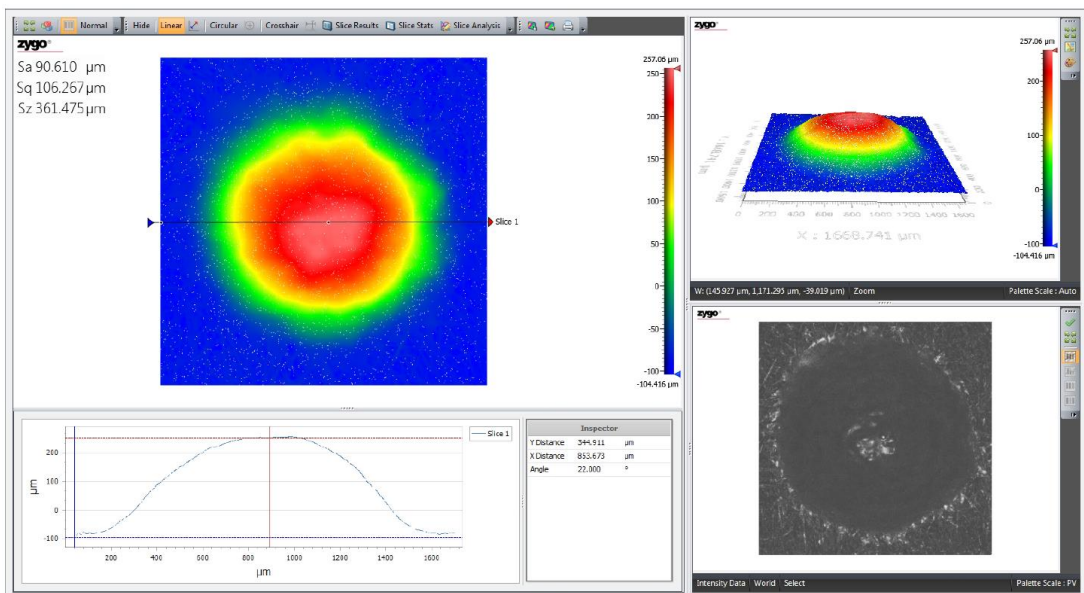 Normal Hide Linear Circular Crosshair Slice Results Slice Stats Slice Analysis
zygo
Sa 90.610 μm
Sq 106.267 μm
Sz 361.475 μm
257.06 μm
250
200
150
100
50
0
-50
-100
-104.416 μm
Slice 1
zygo
257.06 μm
200
100
0
-100
-104.416 μm
0 200 400 600 800 1000 1200 1400 1600
X : 1668.741 μm
W: (145.927 μm, 1,171.295 μm, -39.019 μm) Zoom Palette Scale : Auto
μm
200
100
0
-100
200 400 600 800 1000 1200 1400 1600
μm
Slice 1
Inspector
Y Distance 344.911 μm
X Distance 853.673 μm
Angle 22.000 °
zygo
Intensity Data World Select Palette Scale : PV